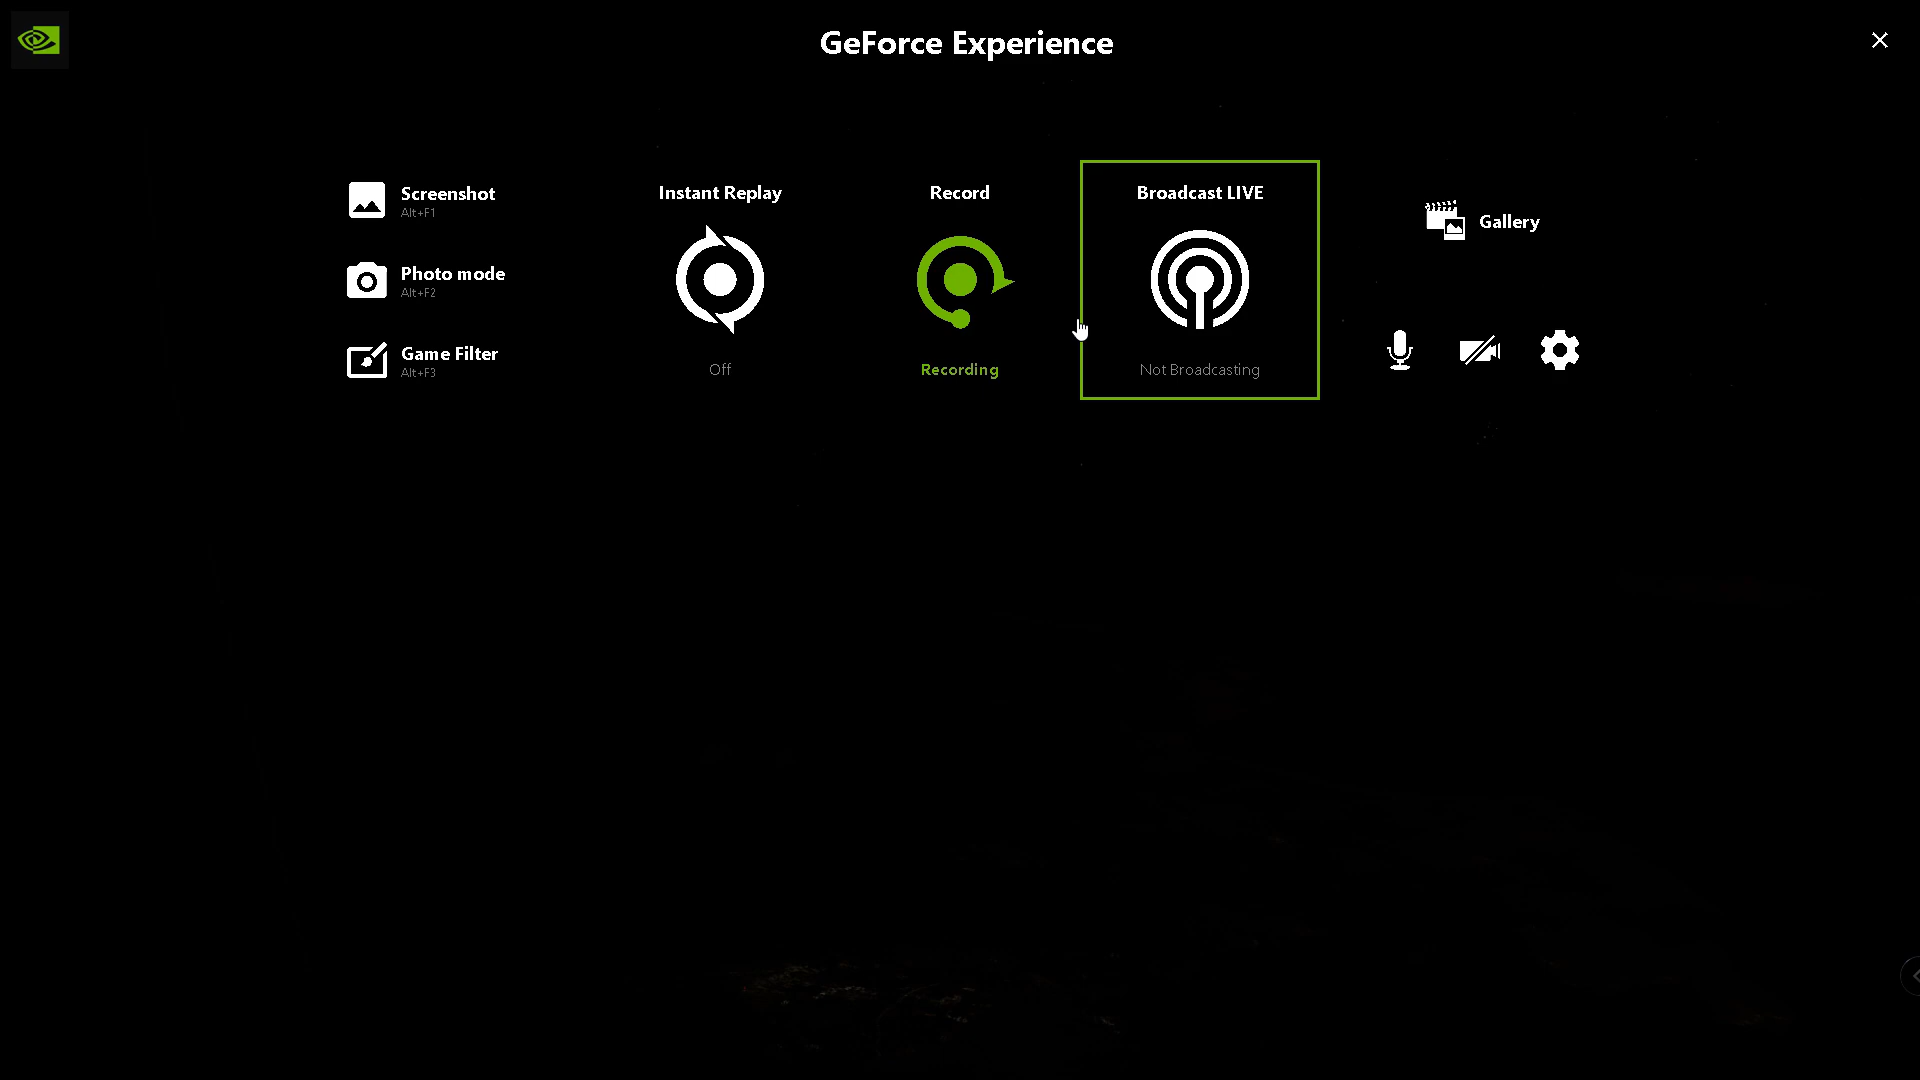 GeForce Experience
Screenshot
Alt+F1
Photo mode
Alt+F2
Game Filter
Alt+F3
Instant Replay
Off
Record
Recording
Broadcast LIVE
Not Broadcasting
Gallery